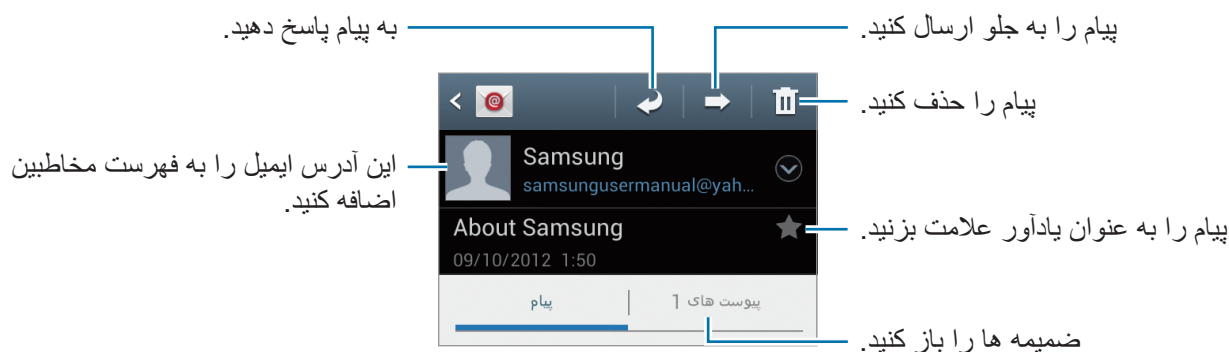 پیام را به جلو ارسال کنید.
به پیام پاسخ دهید.
پیام را حذف کنید.
این آدرس ایمیل را به فهرست مخاطبین
اضافه کنید.
Samsung
samsungusermanual@yah...
About Samsung
09/10/2012 1:50
پیام را به عنوان یادآور علامت بزنید.
پیام
پیوست های 1
ضمیمه ها را باز کنید.